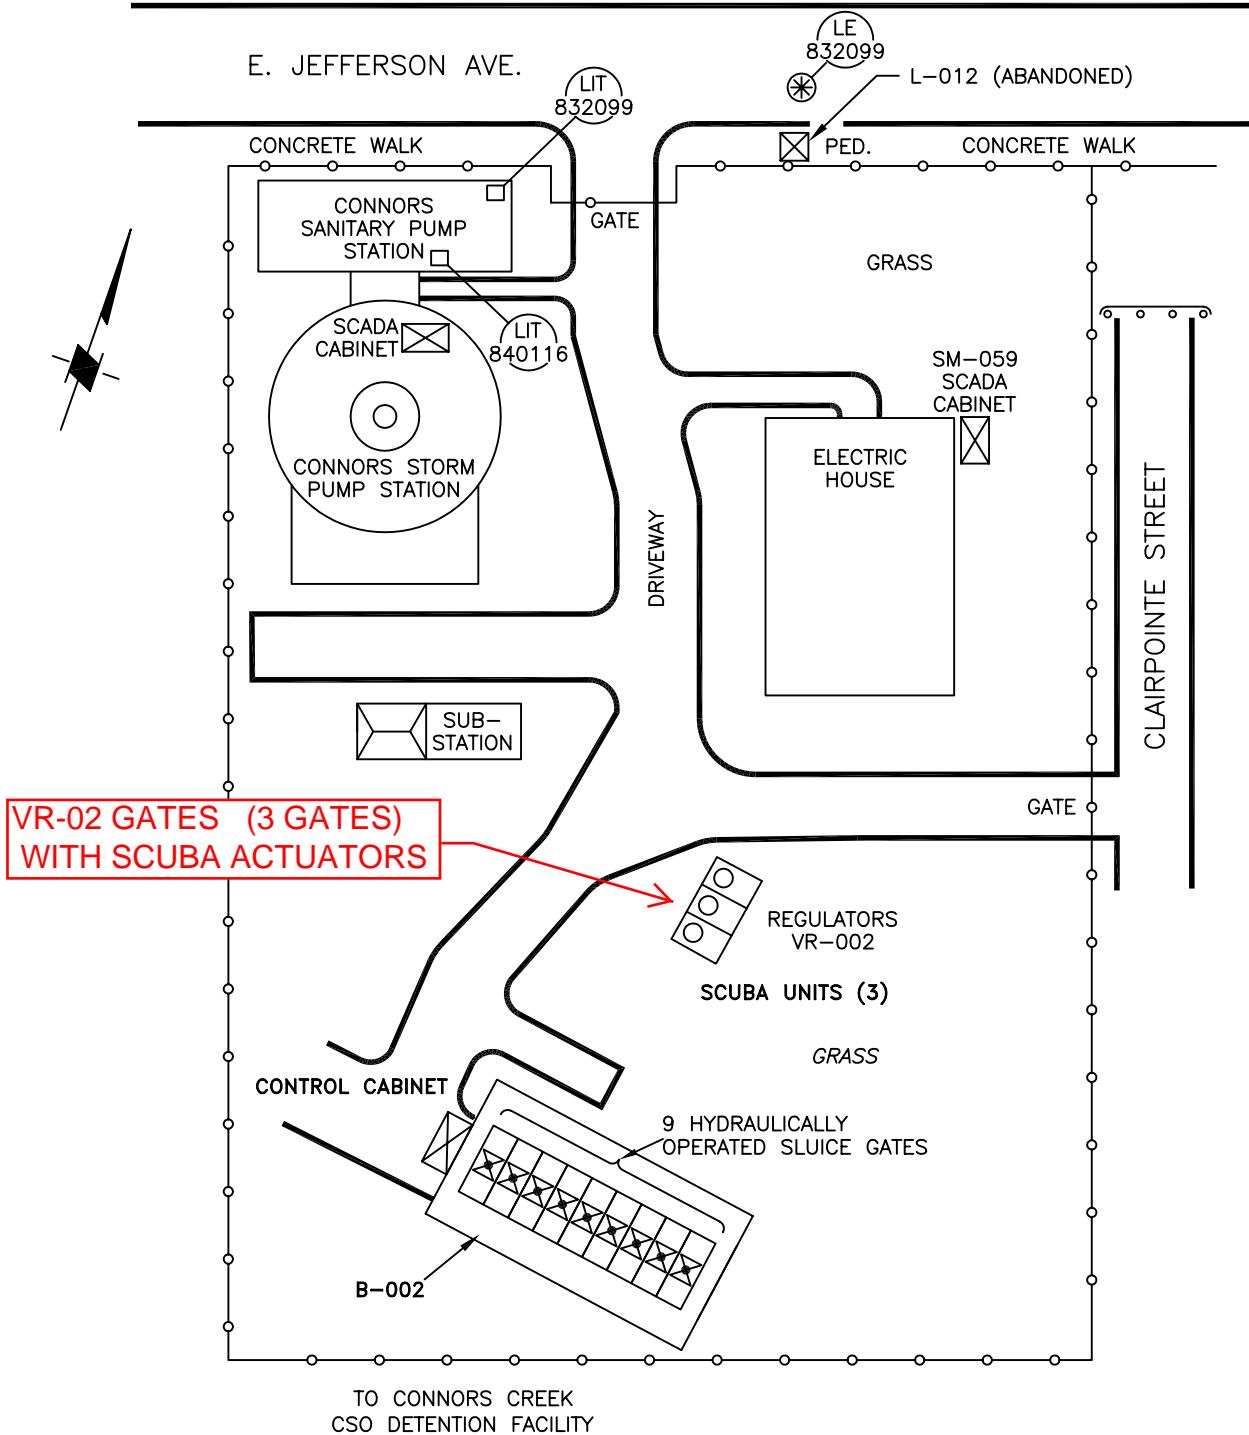 LE
832099
E. JEFFERSON AVE.
L-012 (ABANDONED)
LIT
832099
CONCRETE WALK
PED.
CONCRETE WALK
CONNORS
SANITARY PUMP
STATION
GATE
GRASS
SCADA
CABINET
LIT
840116
SM-059
SCADA
CABINET
CONNORS STORM
PUMP STATION
ELECTRIC
HOUSE
DRIVEWAY
CLAIRPOINTE STREET
SUB-
STATION
VR-02 GATES (3 GATES)
WITH SCUBA ACTUATORS
GATE
REGULATORS
VR-002
SCUBA UNITS (3)
GRASS
CONTROL CABINET
9 HYDRAULICALLY
OPERATED SLUICE GATES
B-002
TO CONNORS CREEK
CSO DETENTION FACILITY